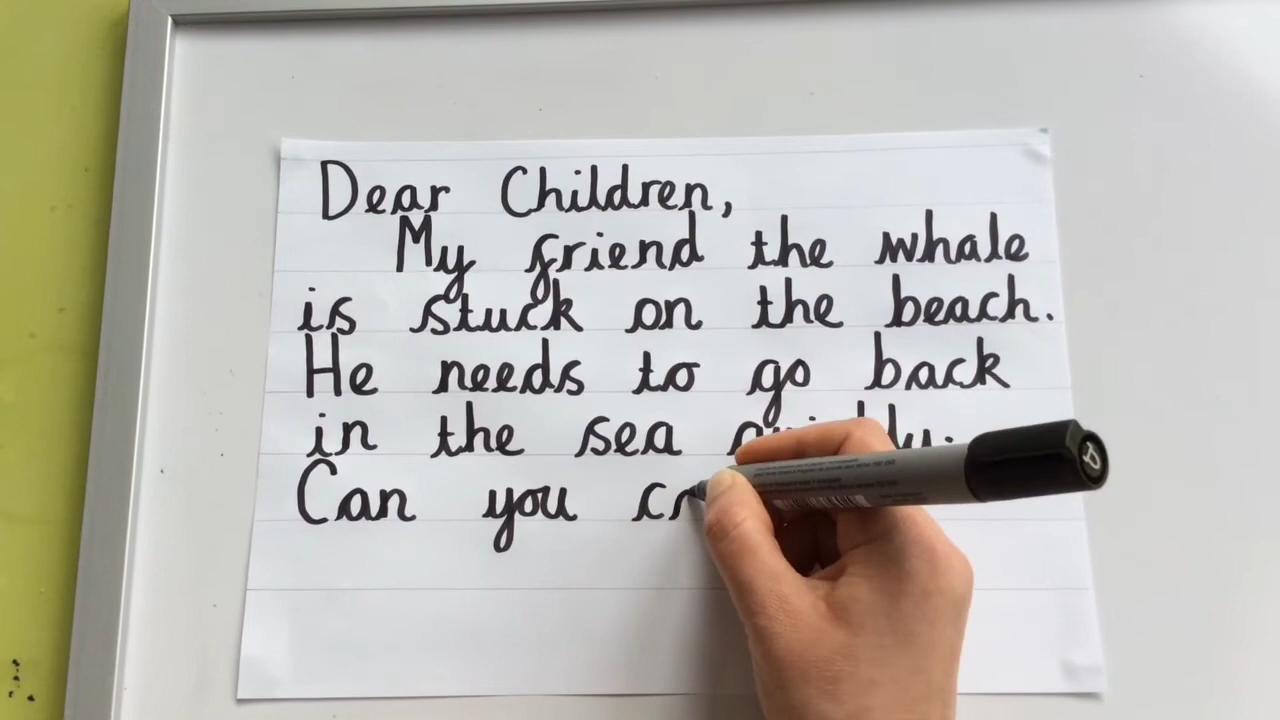 Dear Children,
My friend the whale
is stuck on the beach.
He needs to go back
in the sea
Can you